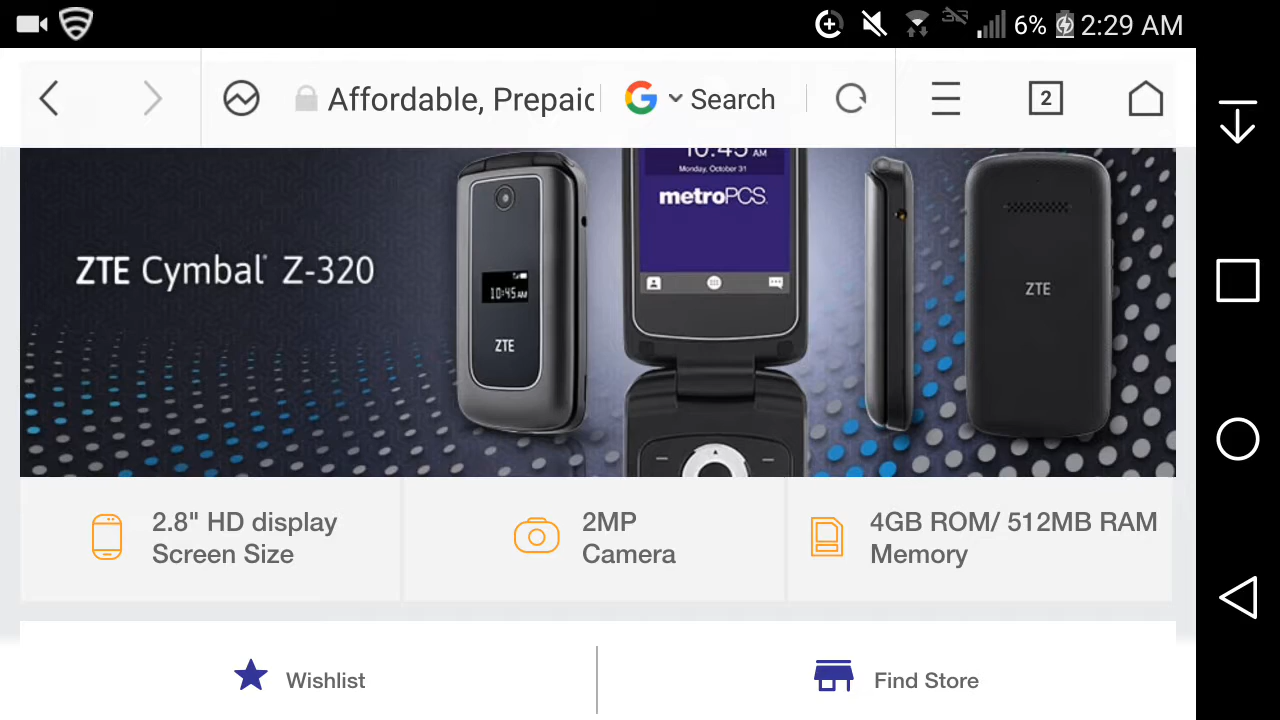 6% 2:29 AM
Affordable, Prepaid
Search
2
10:45 AM
Monday, October 31
metroPCS.
ZTE Cymbal® Z-320
10:45AM
ZTE
ZTE
2.8" HD display
Screen Size
2MP
Camera
4GB ROM/ 512MB RAM
Memory
Wishlist
Find Store